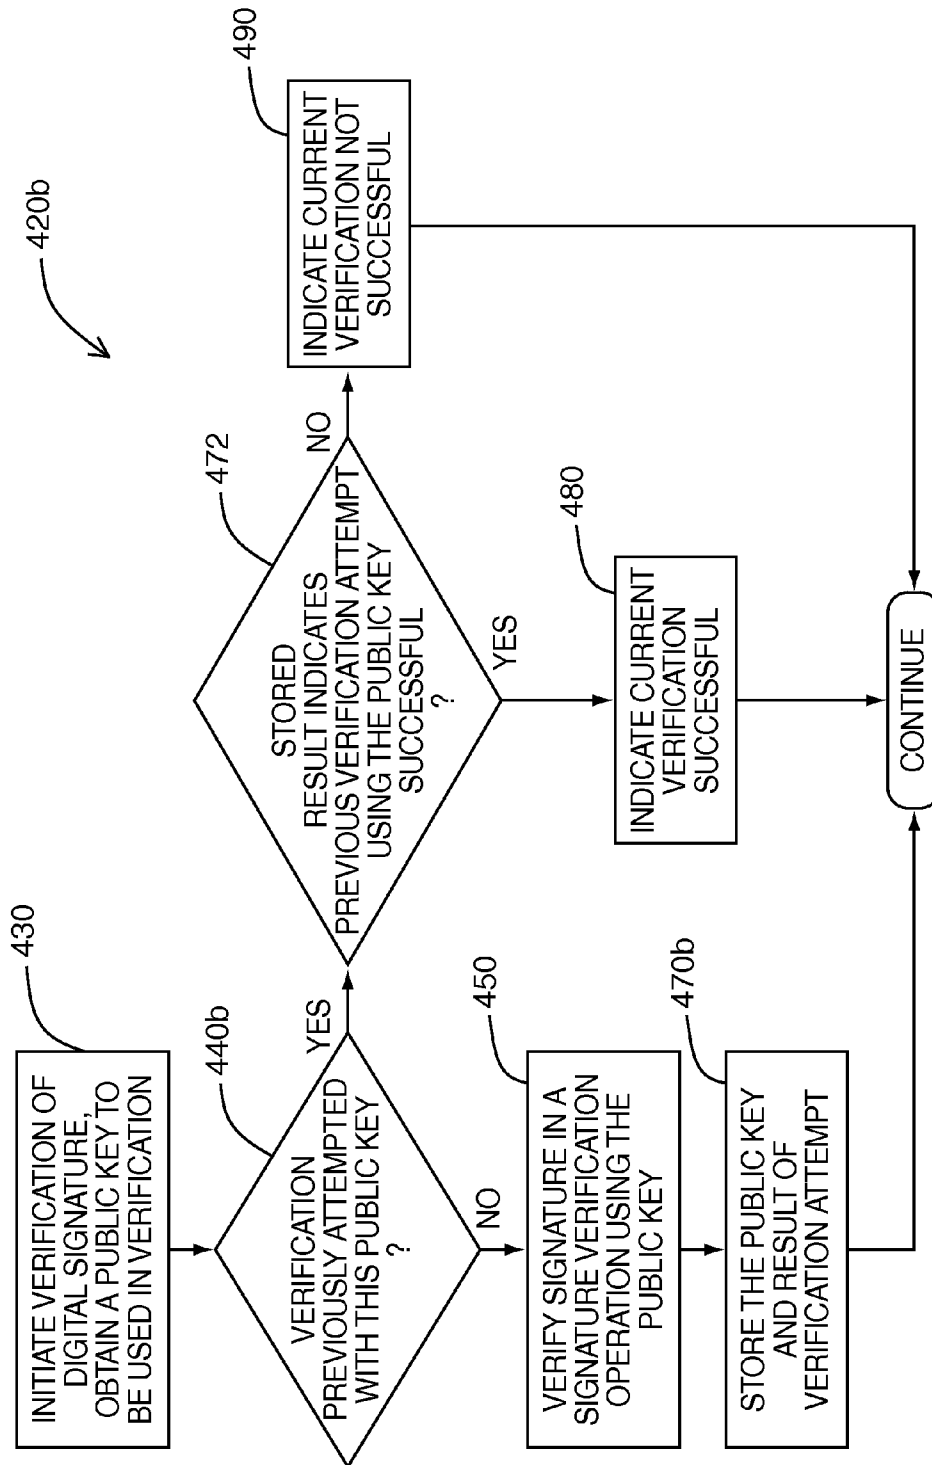 420b
430
INITIATE VERIFICATION OF
DIGITAL SIGNATURE,
OBTAIN A PUBLIC KEY TO
BE USED IN VERIFICATION
440b
VERIFICATION
PREVIOUSLY ATTEMPTED
WITH THIS PUBLIC KEY
?
YES
NO
472
STORED
RESULT INDICATES
PREVIOUS VERIFICATION ATTEMPT
USING THE PUBLIC KEY
SUCCESSFUL
?
NO
YES
490
INDICATE CURRENT
VERIFICATION NOT
SUCCESSFUL
450
VERIFY SIGNATURE IN A
SIGNATURE VERIFICATION
OPERATION USING THE
PUBLIC KEY
480
INDICATE CURRENT
VERIFICATION
SUCCESSFUL
470b
STORE THE PUBLIC KEY
AND RESULT OF
VERIFICATION ATTEMPT
CONTINUE